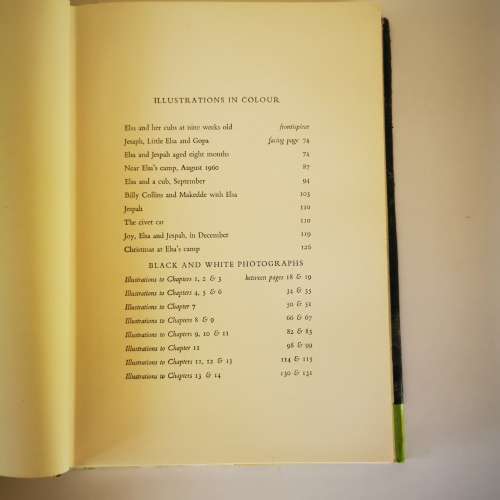 ILLUSTRATIONS IN COLOUR
Elsa and her cubs at nine weeks old frontispiece
Jespah, Little Elsa and Gopa facing page 74
Elsa and Jespah aged eight months 74
Near Elsa's camp, August 1960 87
Elsa and a cub, September 94
Billy Collins and Makedde with Elsa 103
Jespah 110
The civet cat 110
Joy, Elsa and Jespah, in December 119
Christmas at Elsa's camp 126
BLACK AND WHITE PHOTOGRAPHS
Illustrations to Chapters 1, 2 & 3 between pages 18 & 19
Illustrations to Chapters 4, 5 & 6 34 & 35
Illustrations to Chapter 7 50 & 51
Illustrations to Chapters 8 & 9 66 & 67
Illustrations to Chapters 9, 10 & 11 82 & 83
Illustrations to Chapter 12 98 & 99
Illustrations to Chapters 11, 12 & 13 114 & 115
Illustrations to Chapters 13 & 14 130 & 131